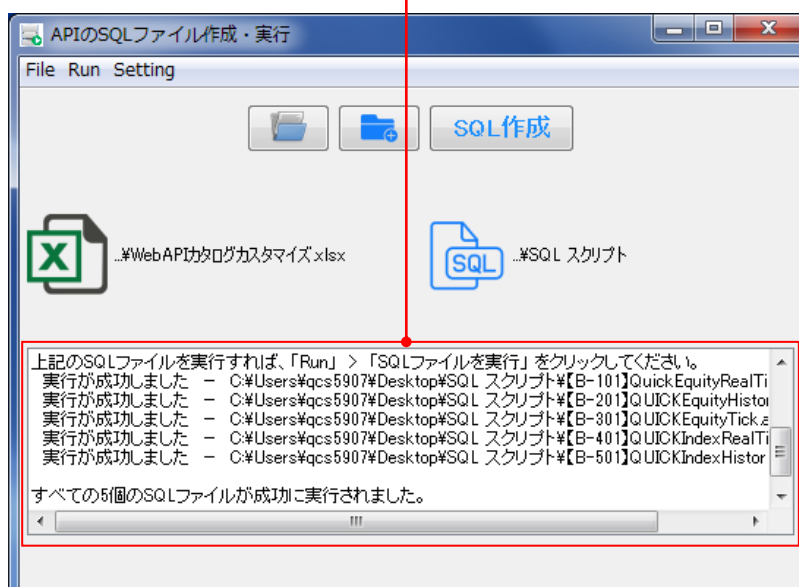 APIのSQLファイル作成・実行
File Run Setting
SQL作成
X
...¥WebAPIカタログカスタマイズ.xlsx
SQL
...¥SQL スクリプト
上記のSQLファイルを実行すれば、「Run」 > 「SQLファイルを実行」をクリックしてください。
実行が成功しました － C:¥Users¥qcs5907¥Desktop¥SQL スクリプト¥【B-101】QuickEquityRealTi
実行が成功しました － C:¥Users¥qcs5907¥Desktop¥SQL スクリプト¥【B-201】QUICKEquityHistor
実行が成功しました － C:¥Users¥qcs5907¥Desktop¥SQL スクリプト¥【B-301】QUICKEquityTick.a
実行が成功しました － C:¥Users¥qcs5907¥Desktop¥SQL スクリプト¥【B-401】QUICKIndexRealTi
実行が成功しました － C:¥Users¥qcs5907¥Desktop¥SQL スクリプト¥【B-501】QUICKIndexHistor
すべての5個のSQLファイルが成功に実行されました。